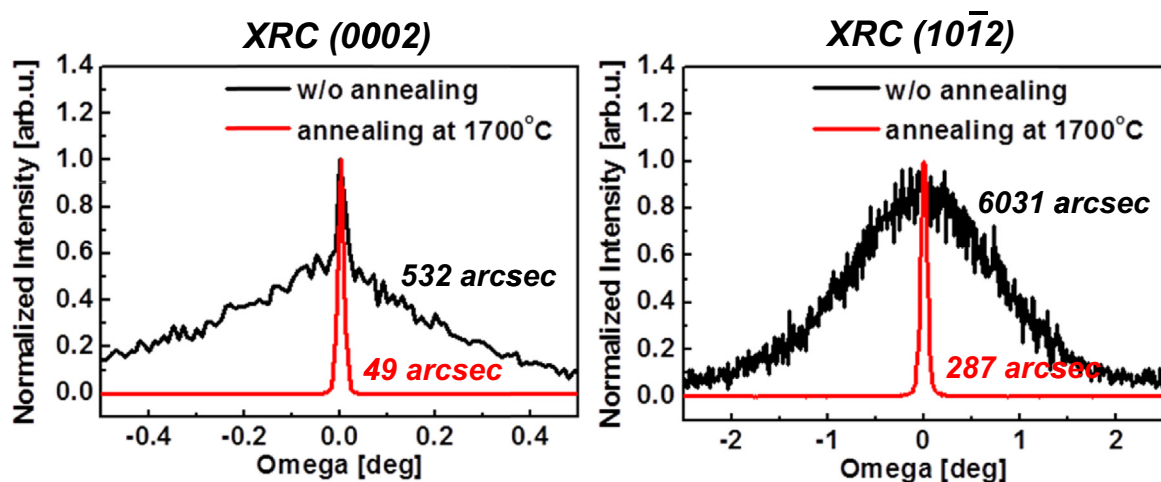 XRC (0002)
Normalized Intensity [arb.u.]
1.4
1.2
1.0
0.8
0.6
0.4
0.2
0.0
w/o annealing
annealing at 1700°C
532 arcsec
49 arcsec
-0.4
-0.2
0.0
0.2
0.4
Omega [deg]
XRC (101̅2)
Normalized Intensity [arb.u.]
1.4
1.2
1.0
0.8
0.6
0.4
0.2
0.0
w/o annealing
annealing at 1700°C
6031 arcsec
287 arcsec
-2
-1
0
1
2
Omega [deg]